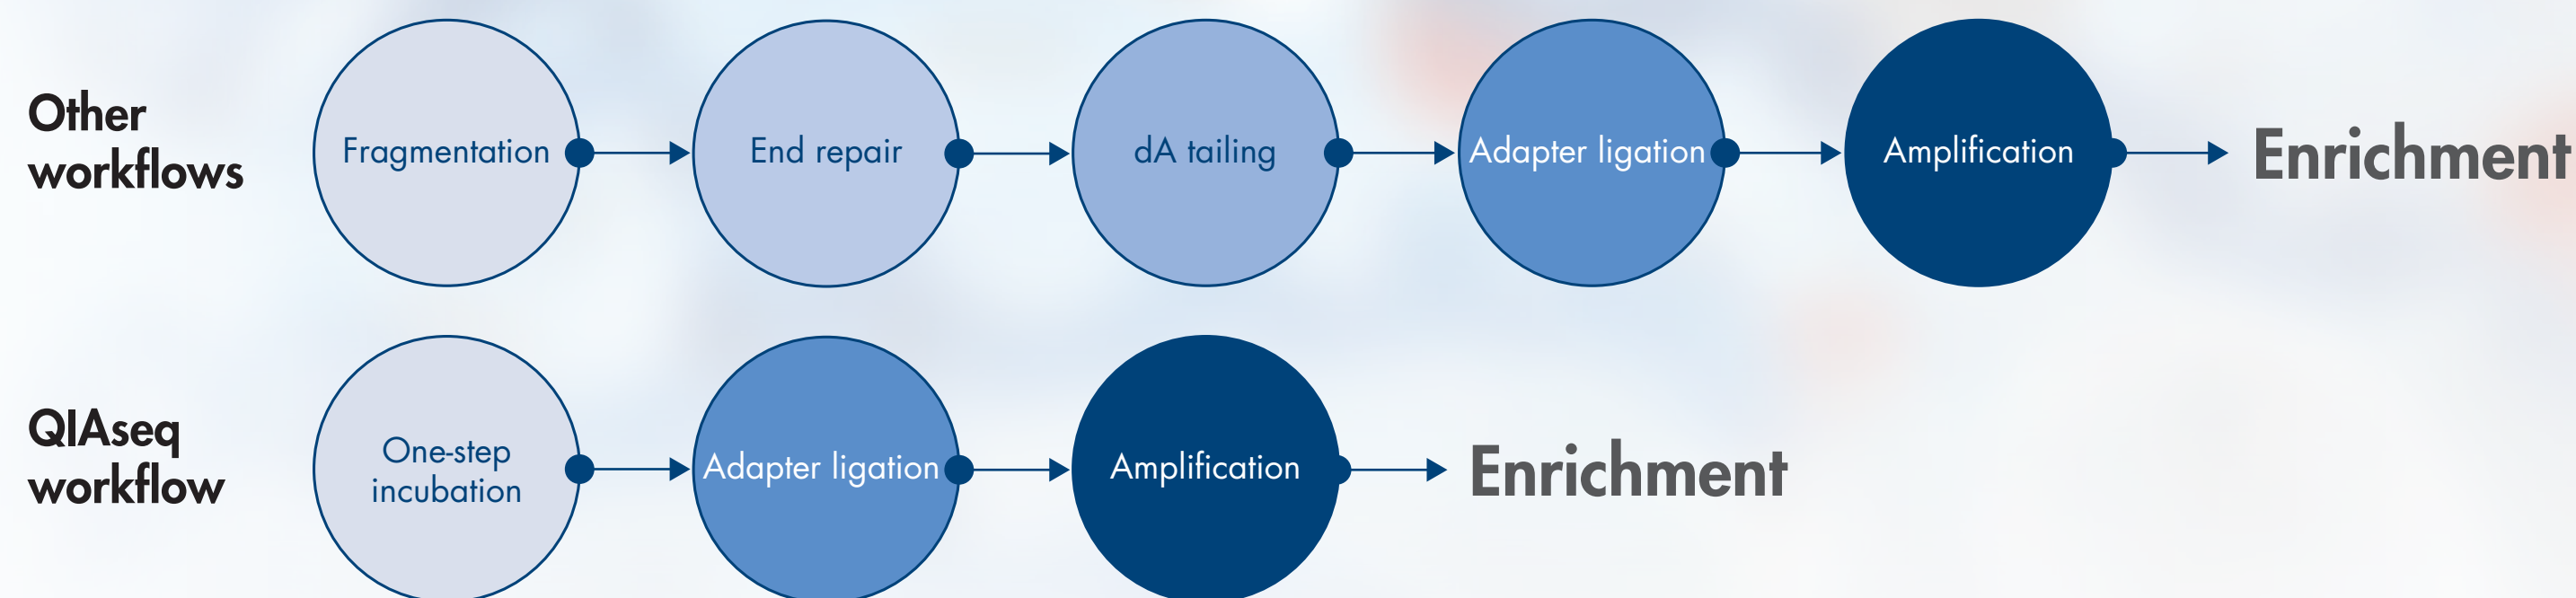 Other
workflows
Fragmentation
End repair
dA tailing
Adapter ligation
Amplification
Enrichment
QIAseq
workflow
One-step
incubation
Adapter ligation
Amplification
Enrichment